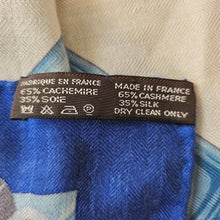 FABRIQUE EN FRANCE
65% CACHEMIRE
35% SOIE
MADE IN FRANCE
65% CASHMERE
35% SILK
DRY CLEAN ONLY